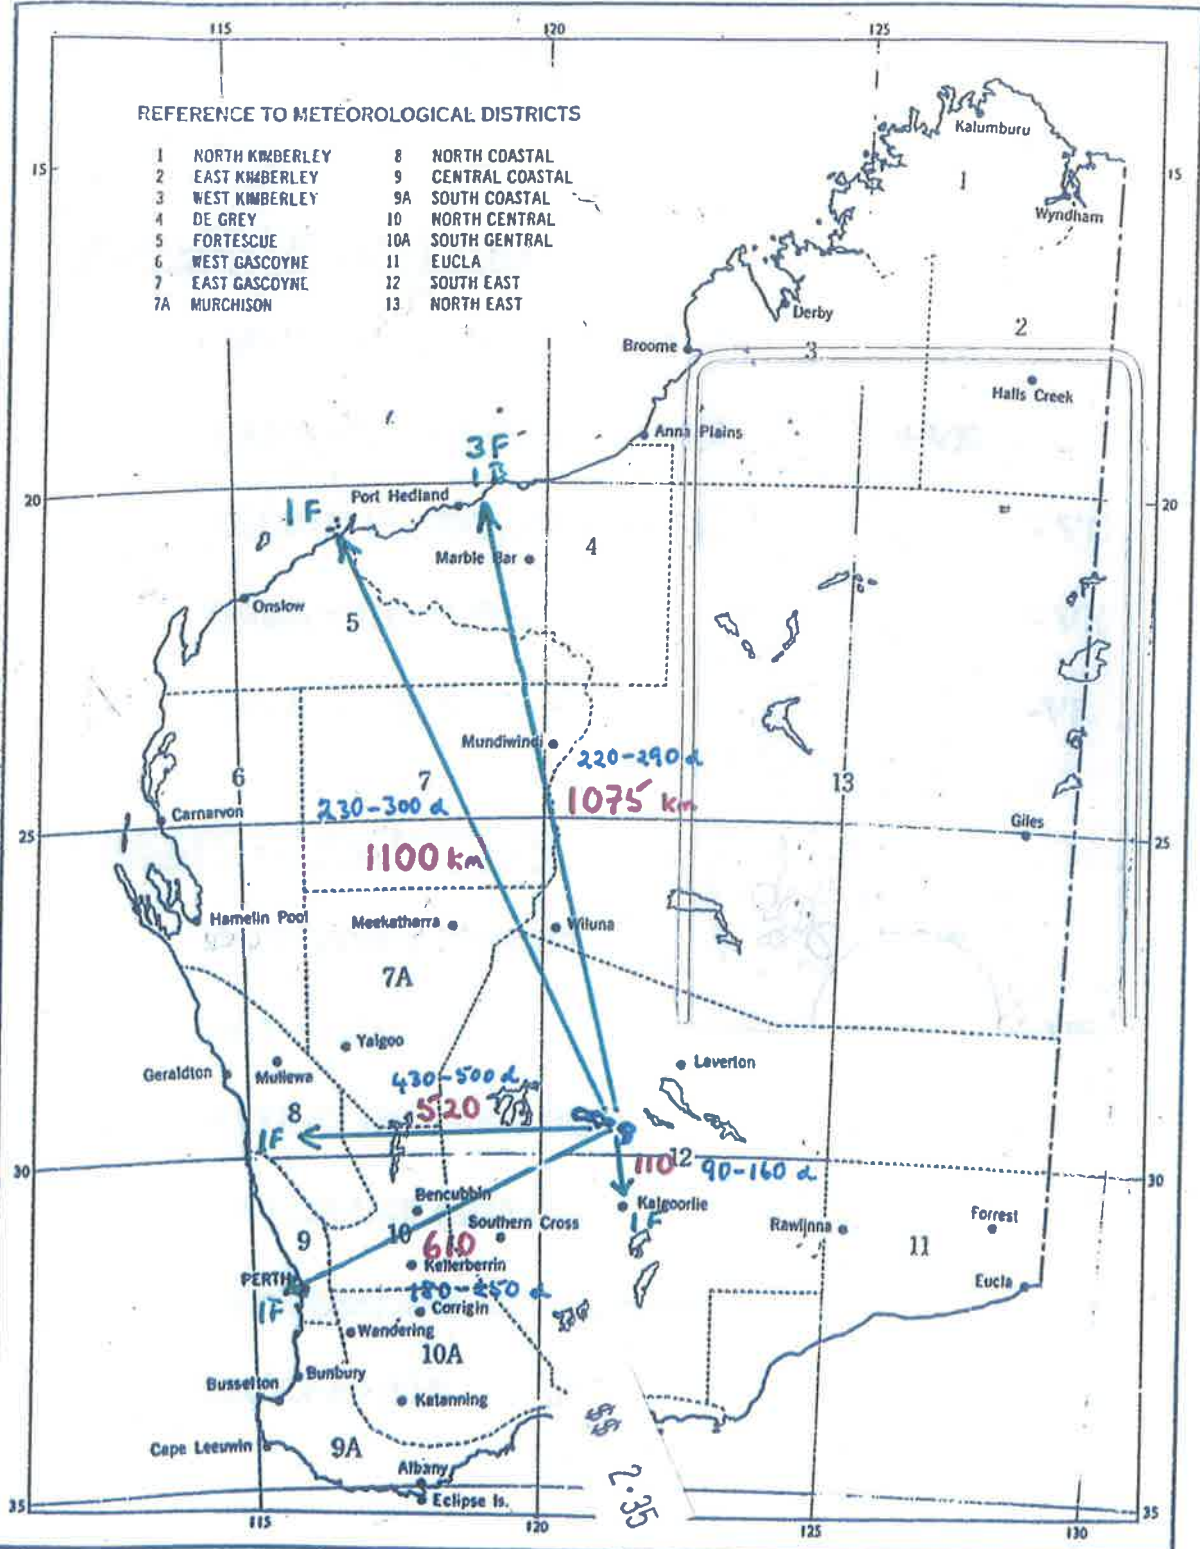 115 120 125
REFERENCE TO METEOROLOGICAL DISTRICTS
1 NORTH KIMBERLEY 8 NORTH COASTAL
2 EAST KIMBERLEY 9 CENTRAL COASTAL
3 WEST KIMBERLEY 9A SOUTH COASTAL
4 DE GREY 10 NORTH CENTRAL
5 FORTESCUE 10A SOUTH CENTRAL
6 WEST GASCOYNE 11 EUCLA
7 EAST GASCOYNE 12 SOUTH EAST
7A MURCHISON 13 NORTH EAST
Kalumburu
15 1 15
Wyndham
Derby
2
Broome 3
Halls Creek
Anna Plains
3F
1B
20 Port Hedland 20
1F
Marble Bar 4
Onslow
5
Mundiwindi
220-290 d
6 7 13
230-300 d 1075 km
Carnarvon
Giles
25 25
1100 km
Hamelin Pool Meekatharra Wiluna
7A
Yalgoo
Laverton
Geraldton Mullewa
430-500 d
520
8
1F
30 110 12 90-160 d 30
Bencubbin
Kalgoorlie
Southern Cross 1F
Rawlinna Forrest
9 10 610 11
Kellerberrin
PERTH Eucla
180-250 d
1F Corrigin
Wandering
10A
Bunbury
Busselton
Katanning
Cape Leeuwin 9A
Albany
Eclipse Is.
2.35
35 35
115 120 125 130